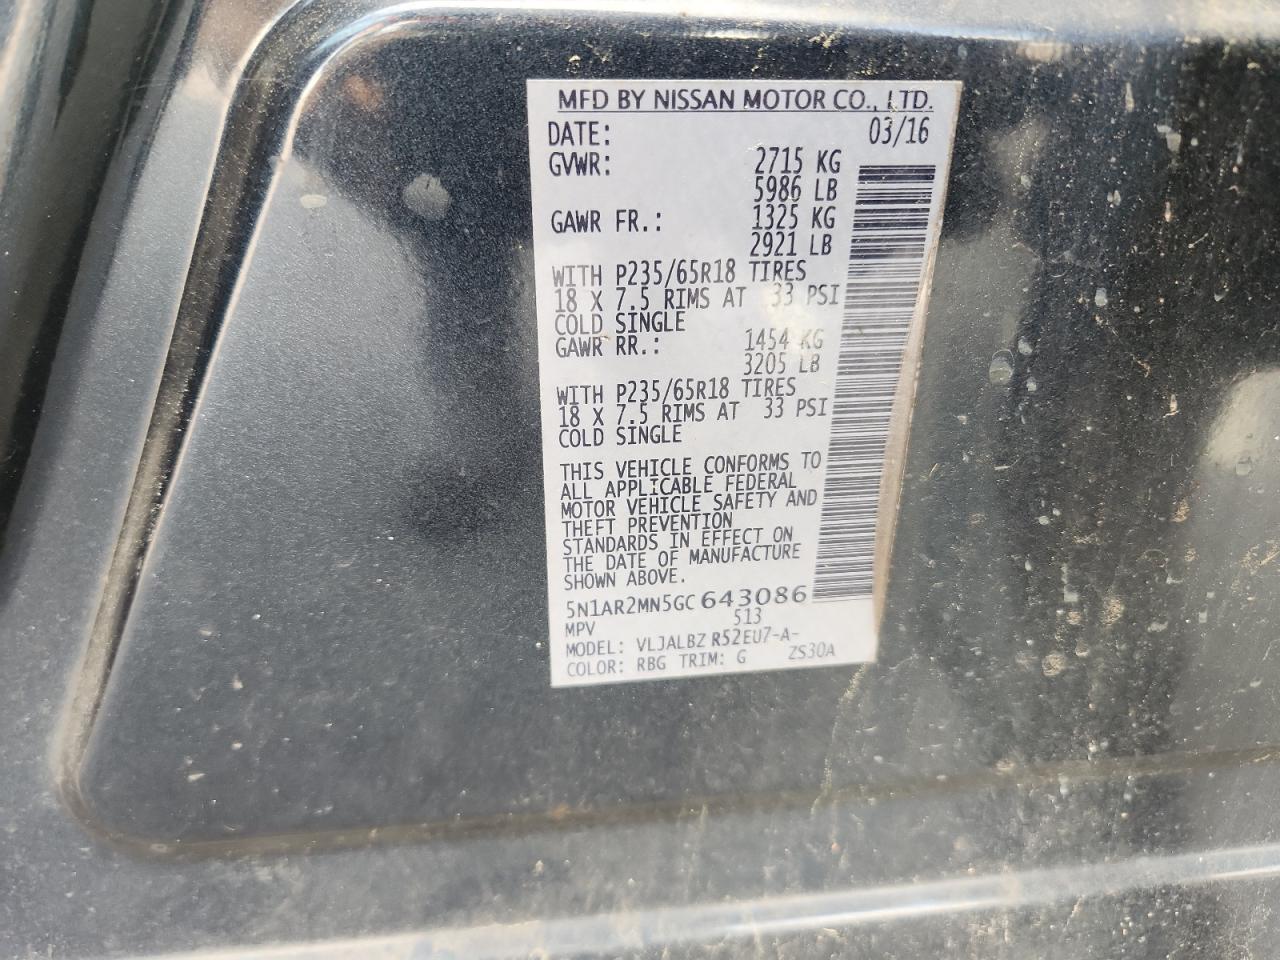 MFD BY NISSAN MOTOR CO., LTD.
DATE: 03/16
GVWR: 2715 KG
5986 LB
GAWR FR.: 1325 KG
2921 LB
WITH P235/65R18 TIRES
18 X 7.5 RIMS AT 33 PSI
COLD SINGLE
GAWR RR.: 1454 KG
3205 LB
WITH P235/65R18 TIRES
18 X 7.5 RIMS AT 33 PSI
COLD SINGLE
THIS VEHICLE CONFORMS TO
ALL APPLICABLE FEDERAL
MOTOR VEHICLE SAFETY AND
THEFT PREVENTION
STANDARDS IN EFFECT ON
THE DATE OF MANUFACTURE
SHOWN ABOVE.
5N1AR2MN5GC643086
MPV 513
MODEL: VLJALBZ R52EU7-A-
COLOR: RBG TRIM: G ZS30A